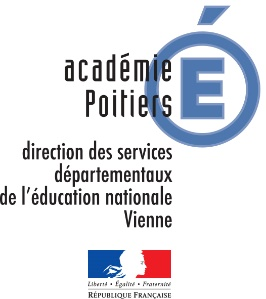 académie
Poitiers
É
direction des services
départementaux
de l'éducation nationale
Vienne
Liberté • Égalité • Fraternité
RÉPUBLIQUE FRANÇAISE